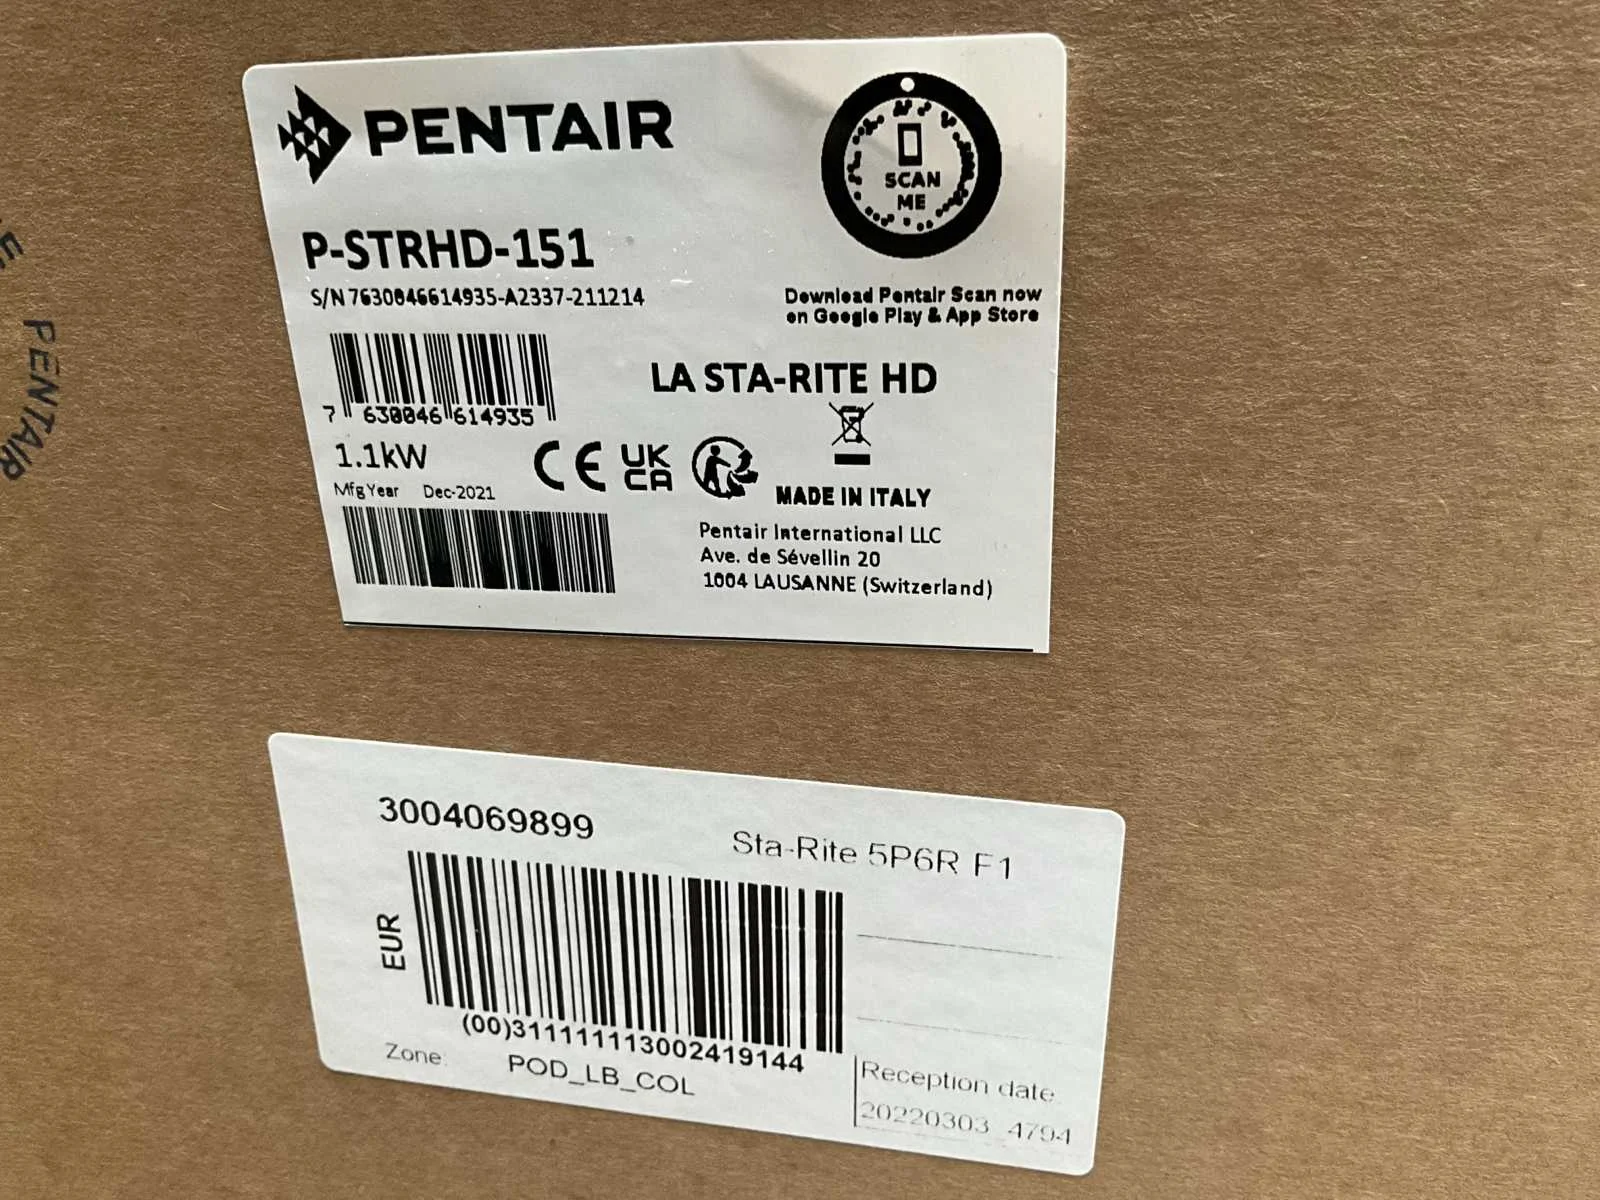 PENTAIR
SCAN
ME
P-STRHD-151
S/N 7630046614935-A2337-211214
Download Pentair Scan now
on Google Play & App Store
LA STA-RITE HD
7 630046 614935
1.1kW
CE UK
CA
Mfg Year Dec-2021
MADE IN ITALY
Pentair International LLC
Ave. de Sévellin 20
1004 LAUSANNE (Switzerland)
PENTAIR
3004069899
Sta-Rite 5P6R F1
EUR
(00)311111113002419144
Zone: POD_LB_COL
Reception date
20220303_4794